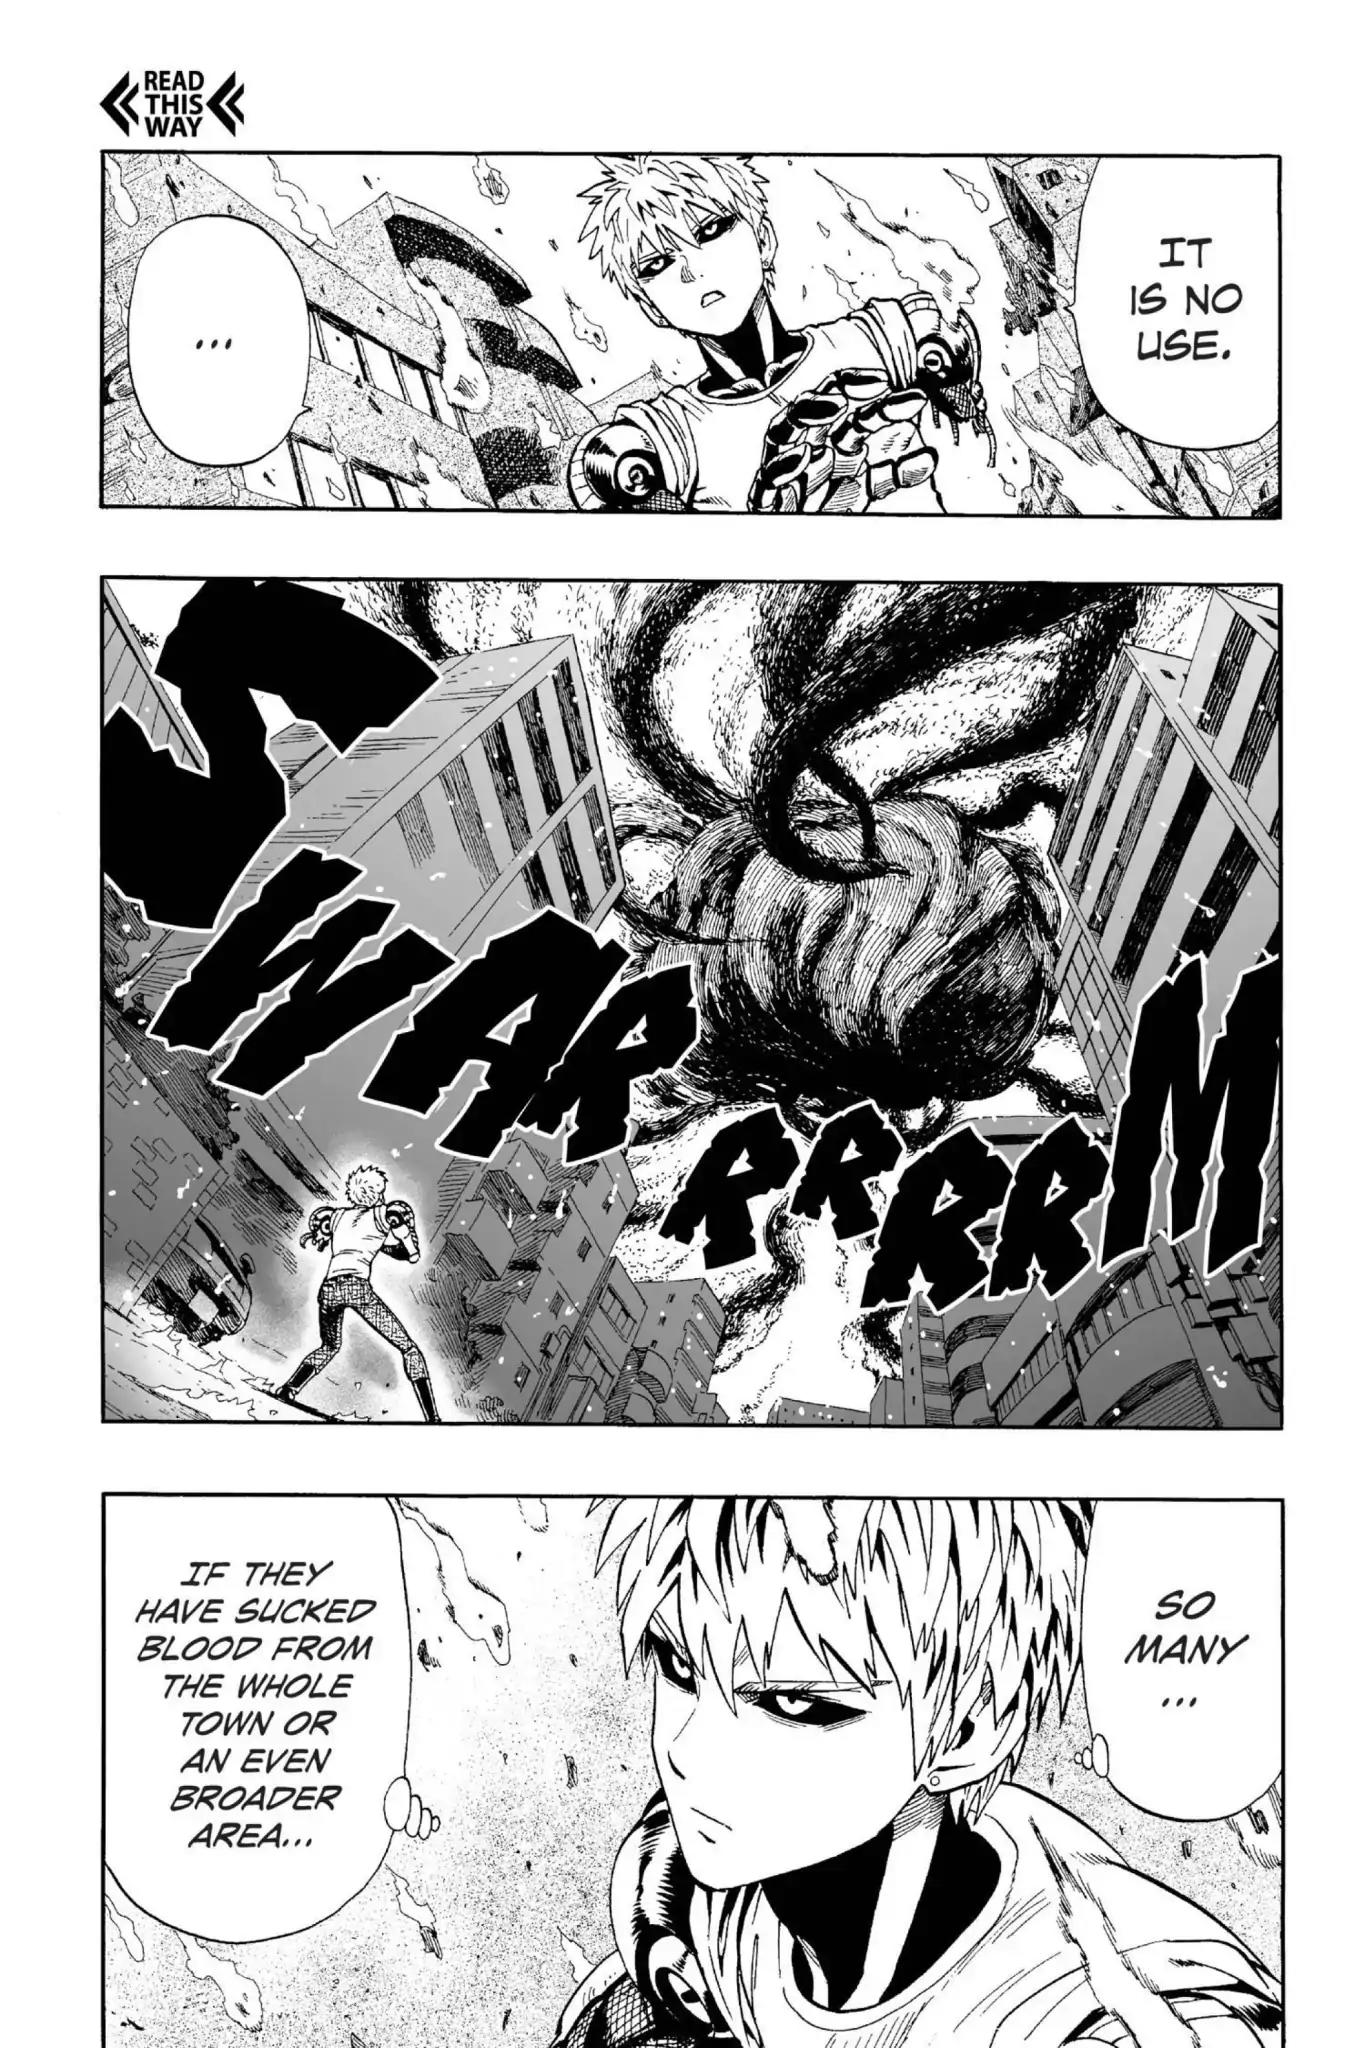 READ
THIS
WAY
IT
IS NO
USE.
...
SWARRRRRM
SO
MANY
...
IF THEY
HAVE SUCKED
BLOOD FROM
THE WHOLE
TOWN OR
AN EVEN
BROADER
AREA...